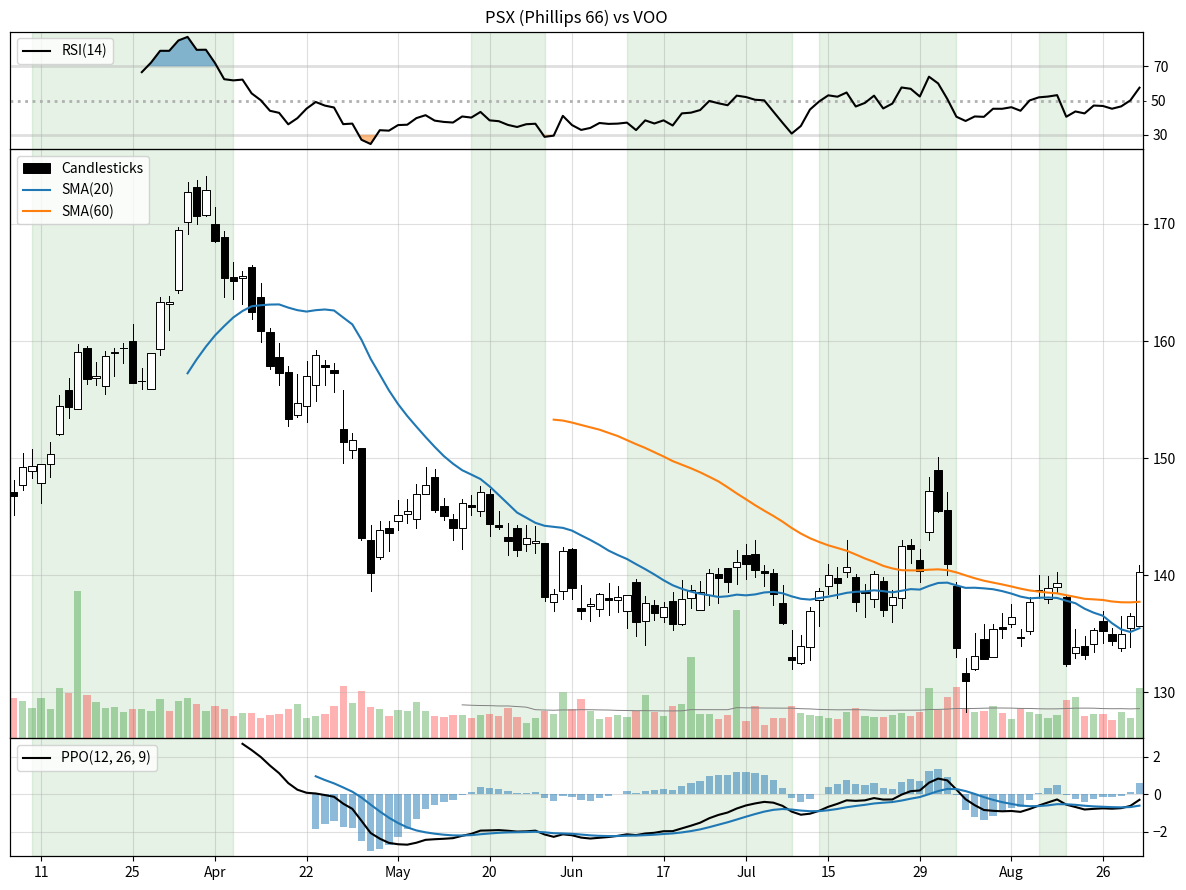 PSX (Phillips 66) vs VOO
RSI(14)
70
50
30
Candlesticks
SMA(20)
SMA(60)
170
160
150
140
130
PPO(12, 26, 9)
2
0
−2
11 25 Apr 22 May 20 Jun 17 Jul 15 29 Aug 26